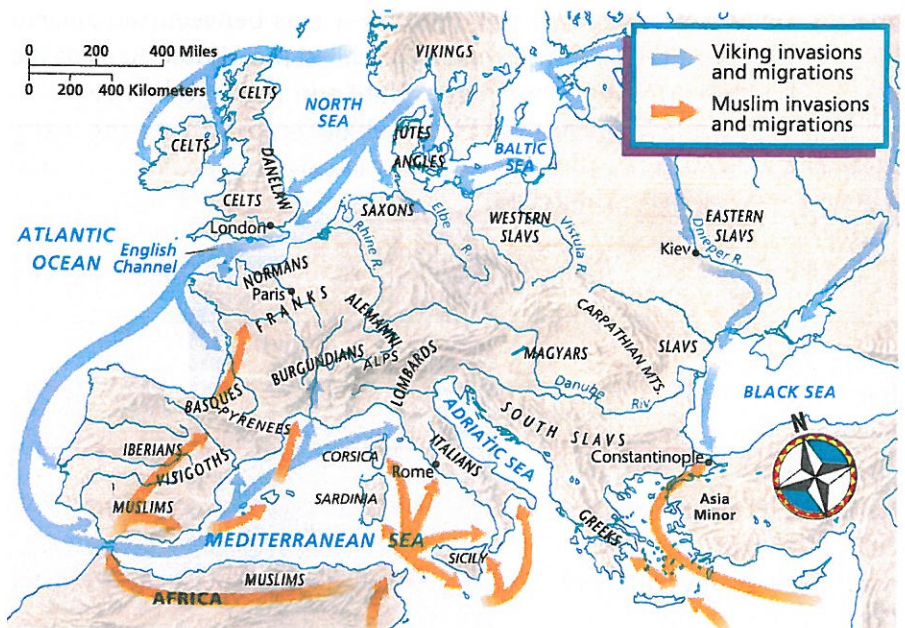 0 200 400 Miles
0 200 400 Kilometers
Viking invasions
and migrations
Muslim invasions
and migrations
VIKINGS
CELTS
NORTH
SEA
CELTS
JUTES
ANGLES
BALTIC
SEA
DANELAW
CELTS
London
SAXONS
Elbe R.
WESTERN
SLAVS
Vistula R.
EASTERN
SLAVS
Dnieper R.
Kiev
ATLANTIC
OCEAN
English
Channel
Rhine R.
NORMANS
Paris
FRANKS
ALEMANNI
BURGUNDIANS
ALPS
LOMBARDS
MAGYARS
CARPATHIAN MTS.
SLAVS
Danube Riv.
BLACK SEA
BASQUES
PYRENEES
ADRIATIC SEA
SOUTH SLAVS
N
IBERIANS
VISIGOTHS
CORSICA
Rome
ITALIANS
Constantinople
MUSLIMS
SARDINIA
Asia
Minor
MEDITERRANEAN SEA
SICILY
GREEKS
MUSLIMS
AFRICA